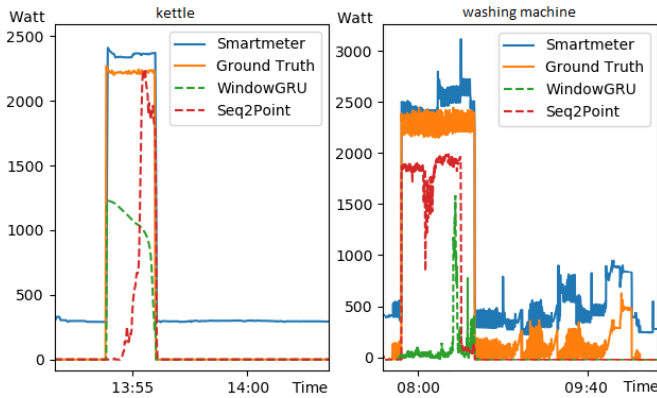 kettle
Watt
2500
2000
1500
1000
500
0
Smartmeter
Ground Truth
WindowGRU
Seq2Point
13:55
14:00
Time
washing machine
Watt
3000
2500
2000
1500
1000
500
0
Smartmeter
Ground Truth
WindowGRU
Seq2Point
08:00
09:40
Time